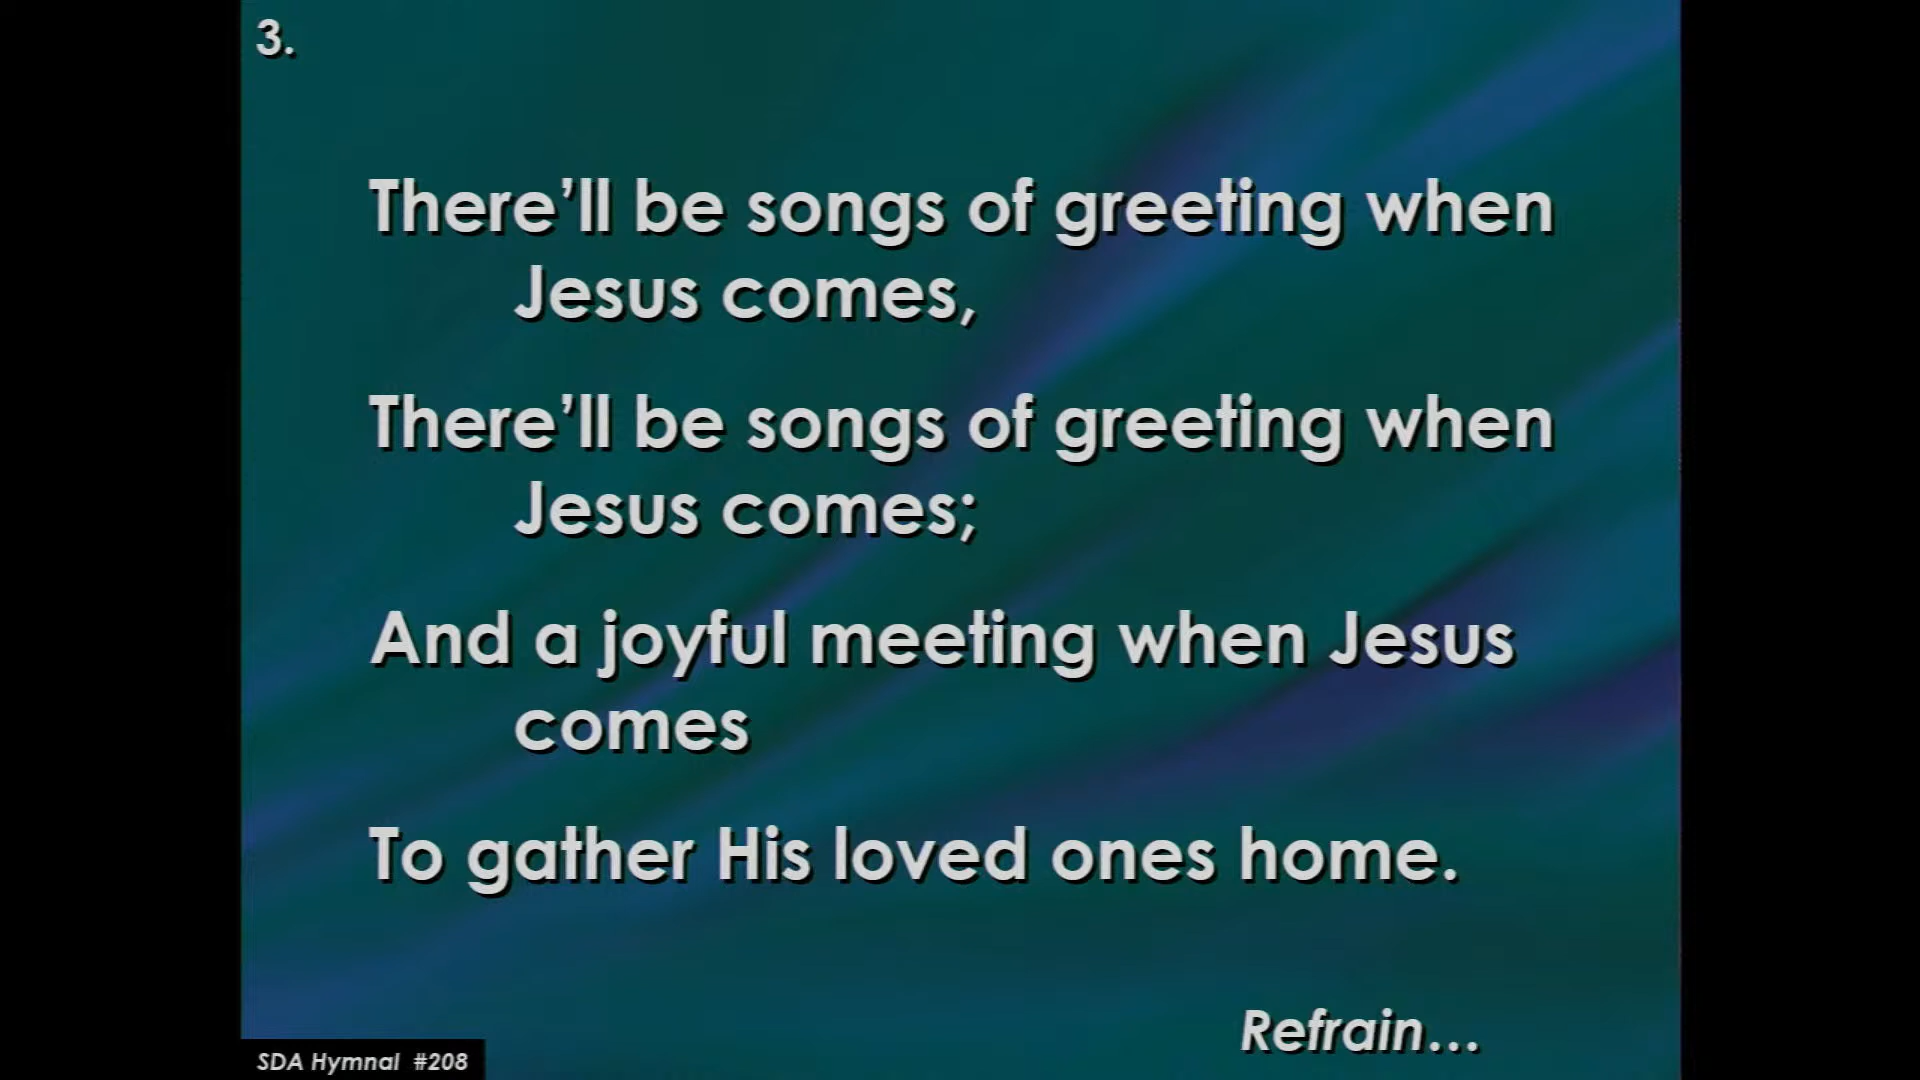 3.
There’ll be songs of greeting when
Jesus comes,
There’ll be songs of greeting when
Jesus comes;
And a joyful meeting when Jesus
comes
To gather His loved ones home.
Refrain…
SDA Hymnal #208